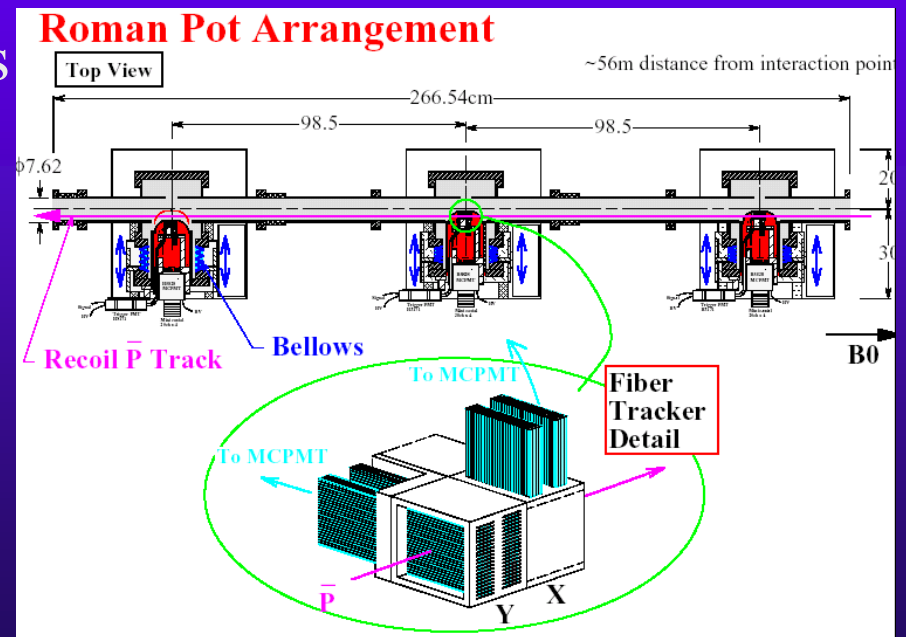 s
Roman Pot Arrangement
Top View
~56m distance from interaction point
266.54cm
98.5
98.5
ϕ7.62
20
30
Recoil P̅ Track
Bellows
B0
To MCPMT
Fiber
Tracker
Detail
To MCPMT
P̅
Y
X